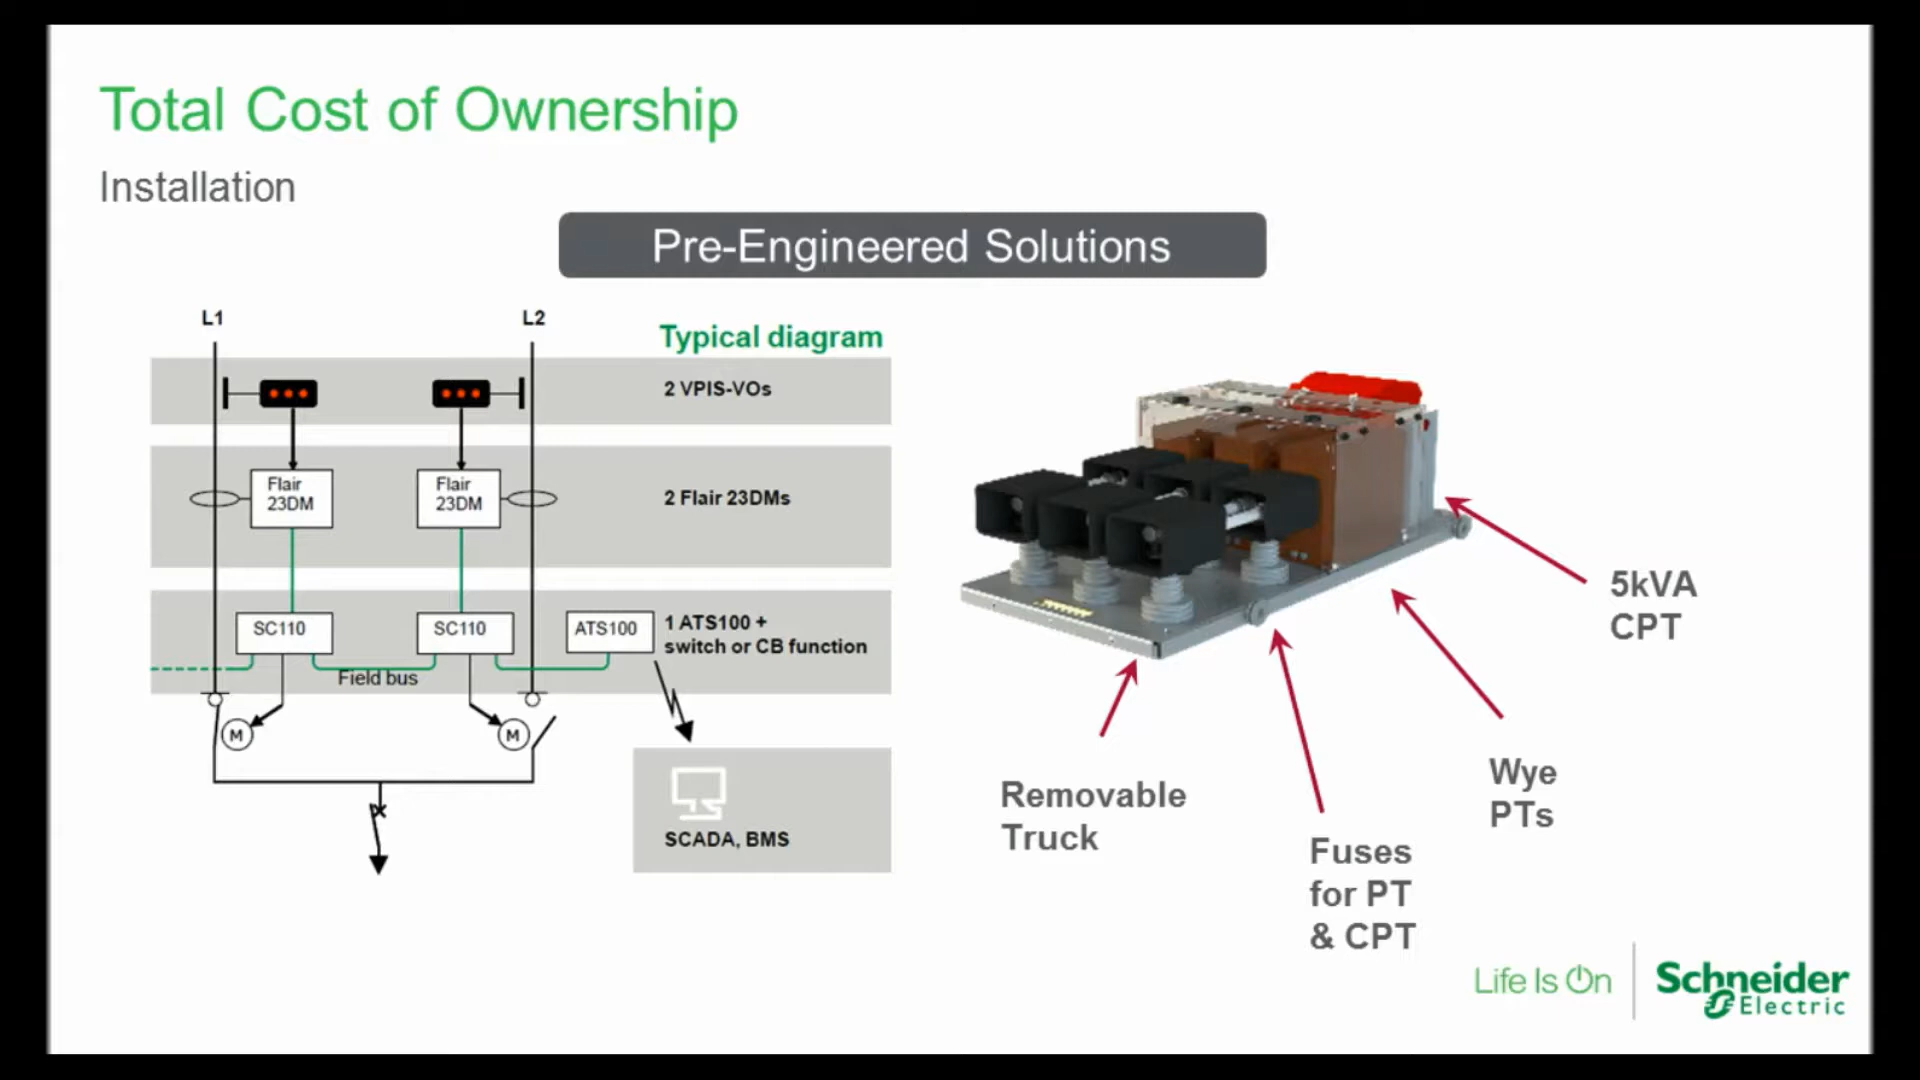 Total Cost of Ownership
Installation
Pre-Engineered Solutions
L1
L2
Typical diagram
2 VPIS-VOs
Flair
23DM
Flair
23DM
2 Flair 23DMs
SC110
SC110
ATS100
1 ATS100 +
switch or CB function
Field bus
M
M
SCADA, BMS
5kVA
CPT
Wye
PTs
Removable
Truck
Fuses
for PT
& CPT
Life Is On
Schneider
Electric